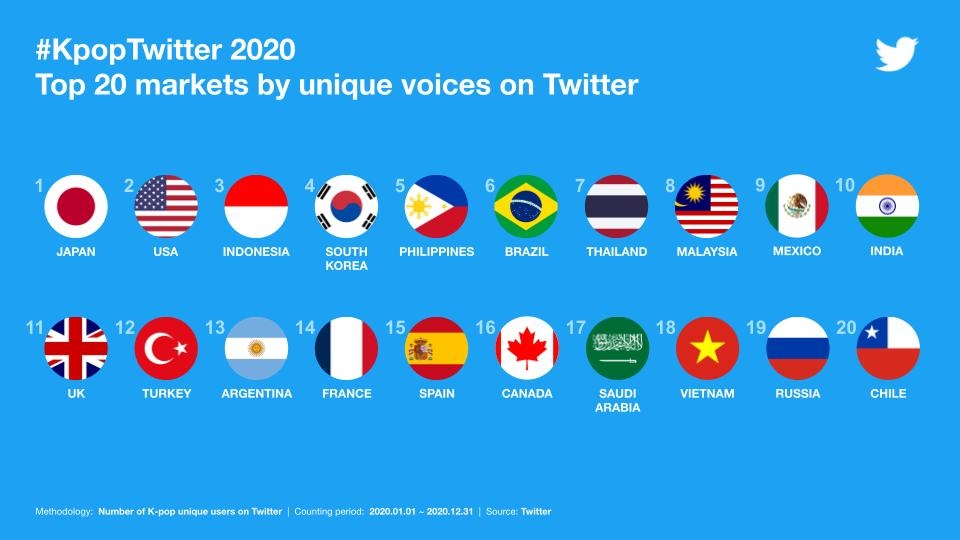 #KpopTwitter 2020
Top 20 markets by unique voices on Twitter
1 2 3 4 5 6 7 8 9 10
JAPAN USA INDONESIA SOUTH KOREA PHILIPPINES BRAZIL THAILAND MALAYSIA MEXICO INDIA
11 12 13 14 15 16 17 18 19 20
UK TURKEY ARGENTINA FRANCE SPAIN CANADA SAUDI ARABIA VIETNAM RUSSIA CHILE
Methodology: Number of K-pop unique users on Twitter | Counting period: 2020.01.01 ~ 2020.12.31 | Source: Twitter